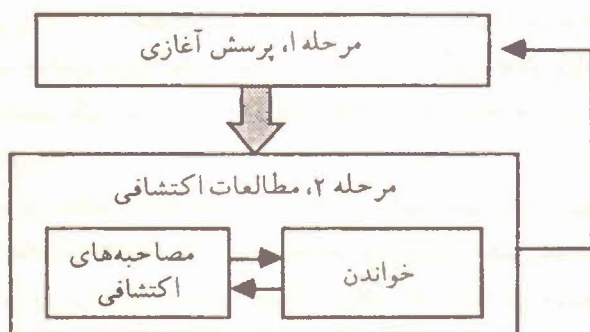 مرحله ۱، پرسش آغازی
مرحله ۲، مطالعات اکتشافی
خواندن
مصاحبه‌های
اکتشافی